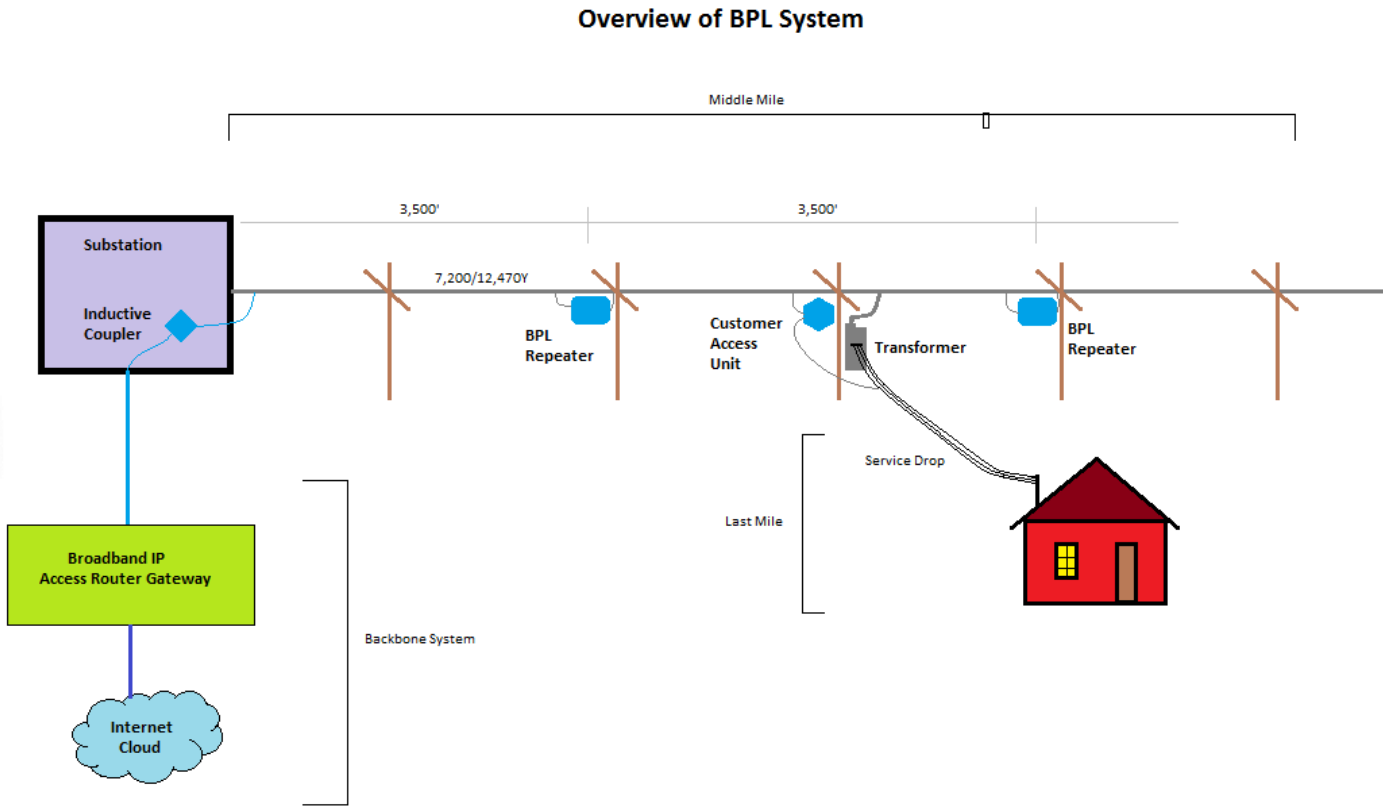 Overview of BPL System
Middle Mile
3,500'
3,500'
Substation
7,200/12,470Y
Inductive
Coupler
BPL
Repeater
Customer
Access
Unit
Transformer
BPL
Repeater
Service Drop
Last Mile
Broadband IP
Access Router Gateway
Backbone System
Internet
Cloud